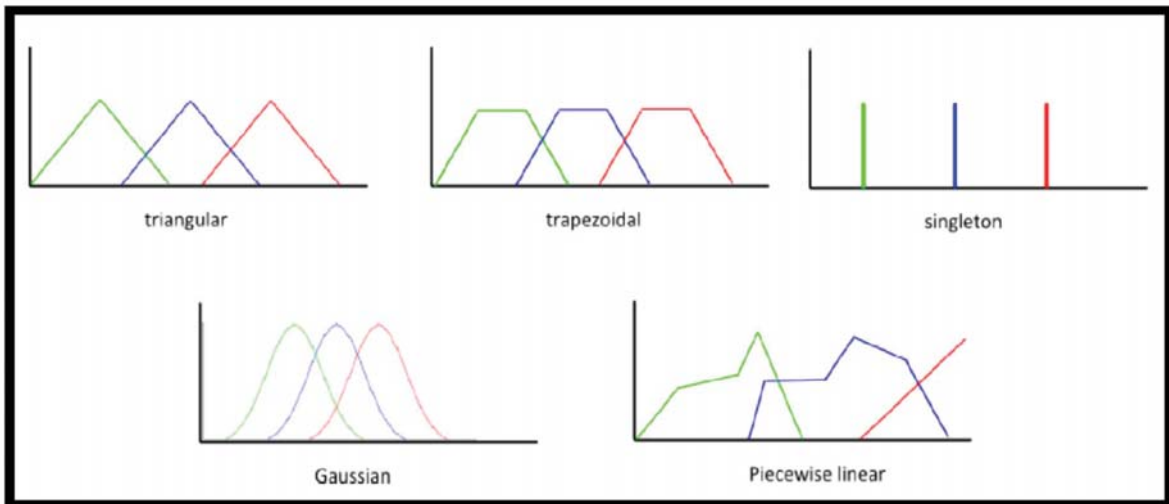 triangular
trapezoidal
singleton
Gaussian
Piecewise linear